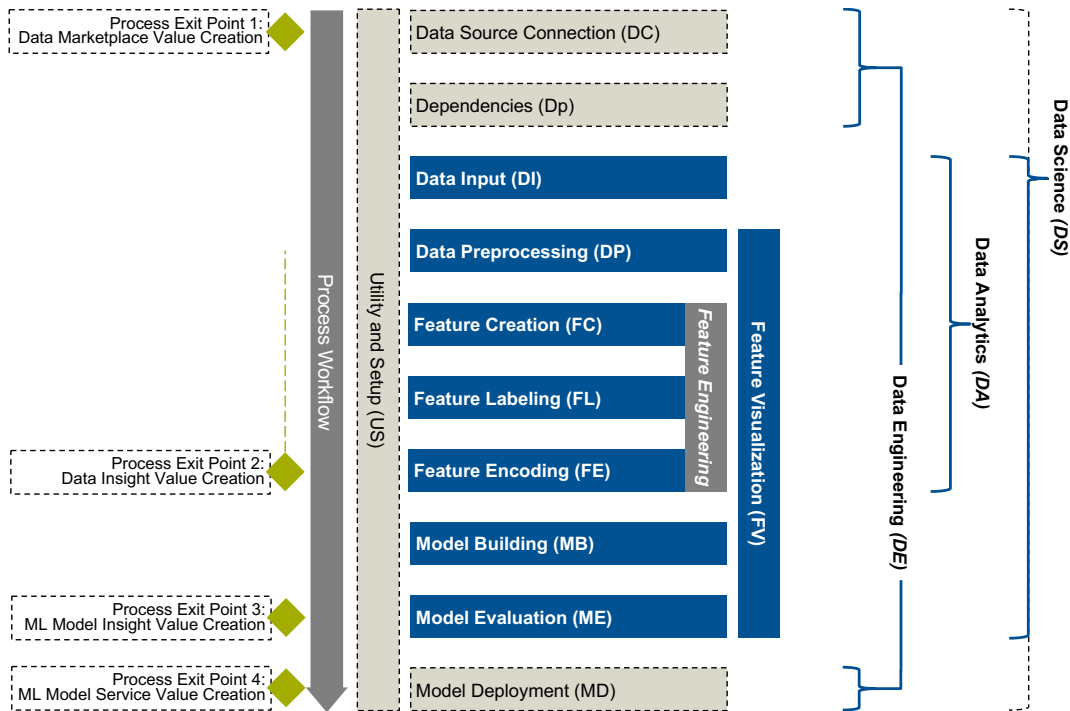 Process Exit Point 1:
Data Marketplace Value Creation
Process Exit Point 2:
Data Insight Value Creation
Process Exit Point 3:
ML Model Insight Value Creation
Process Exit Point 4:
ML Model Service Value Creation
Process Workflow
Utility and Setup (US)
Data Source Connection (DC)
Dependencies (Dp)
Data Input (DI)
Data Preprocessing (DP)
Feature Creation (FC)
Feature Labeling (FL)
Feature Encoding (FE)
Model Building (MB)
Model Evaluation (ME)
Model Deployment (MD)
Feature Engineering
Feature Visualization (FV)
Data Engineering (DE)
Data Analytics (DA)
Data Science (DS)